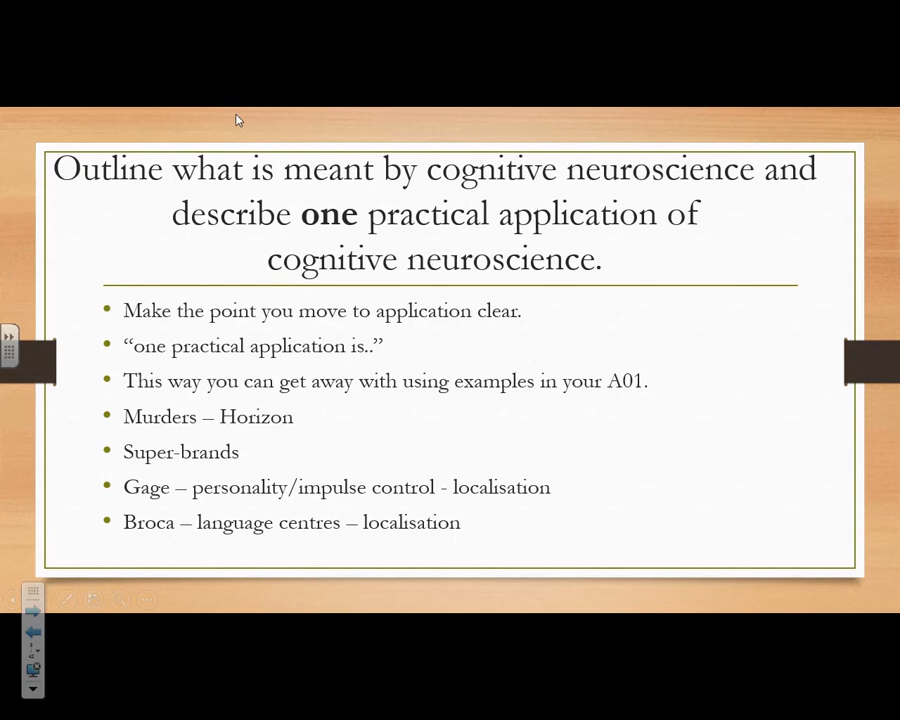 Outline what is meant by cognitive neuroscience and
describe one practical application of
cognitive neuroscience.
Make the point you move to application clear.
“one practical application is..”
This way you can get away with using examples in your A01.
Murders – Horizon
Super-brands
Gage – personality/impulse control - localisation
Broca – language centres – localisation